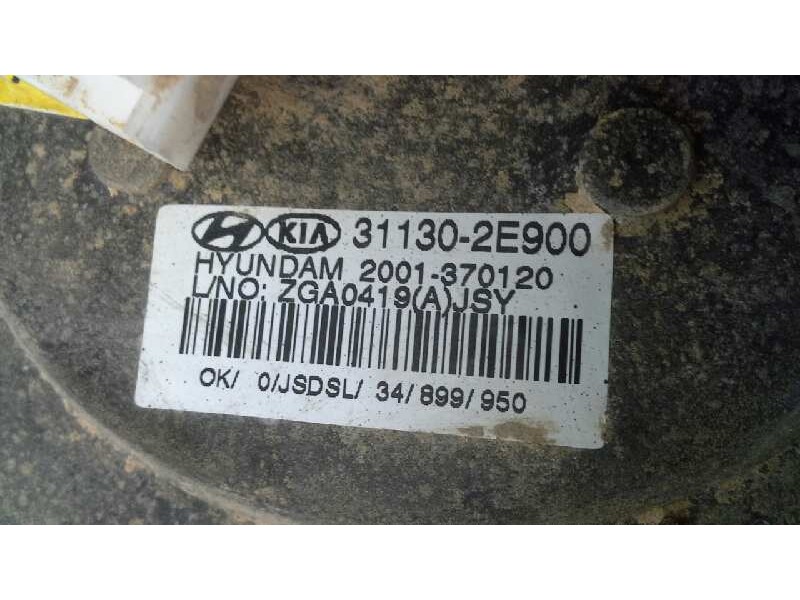 KIA 31130-2E900
HYUNDAM 2001-370120
L/NO: ZGA0419(A)JSY
OK/ 0/JSDSL/ 34/899/950